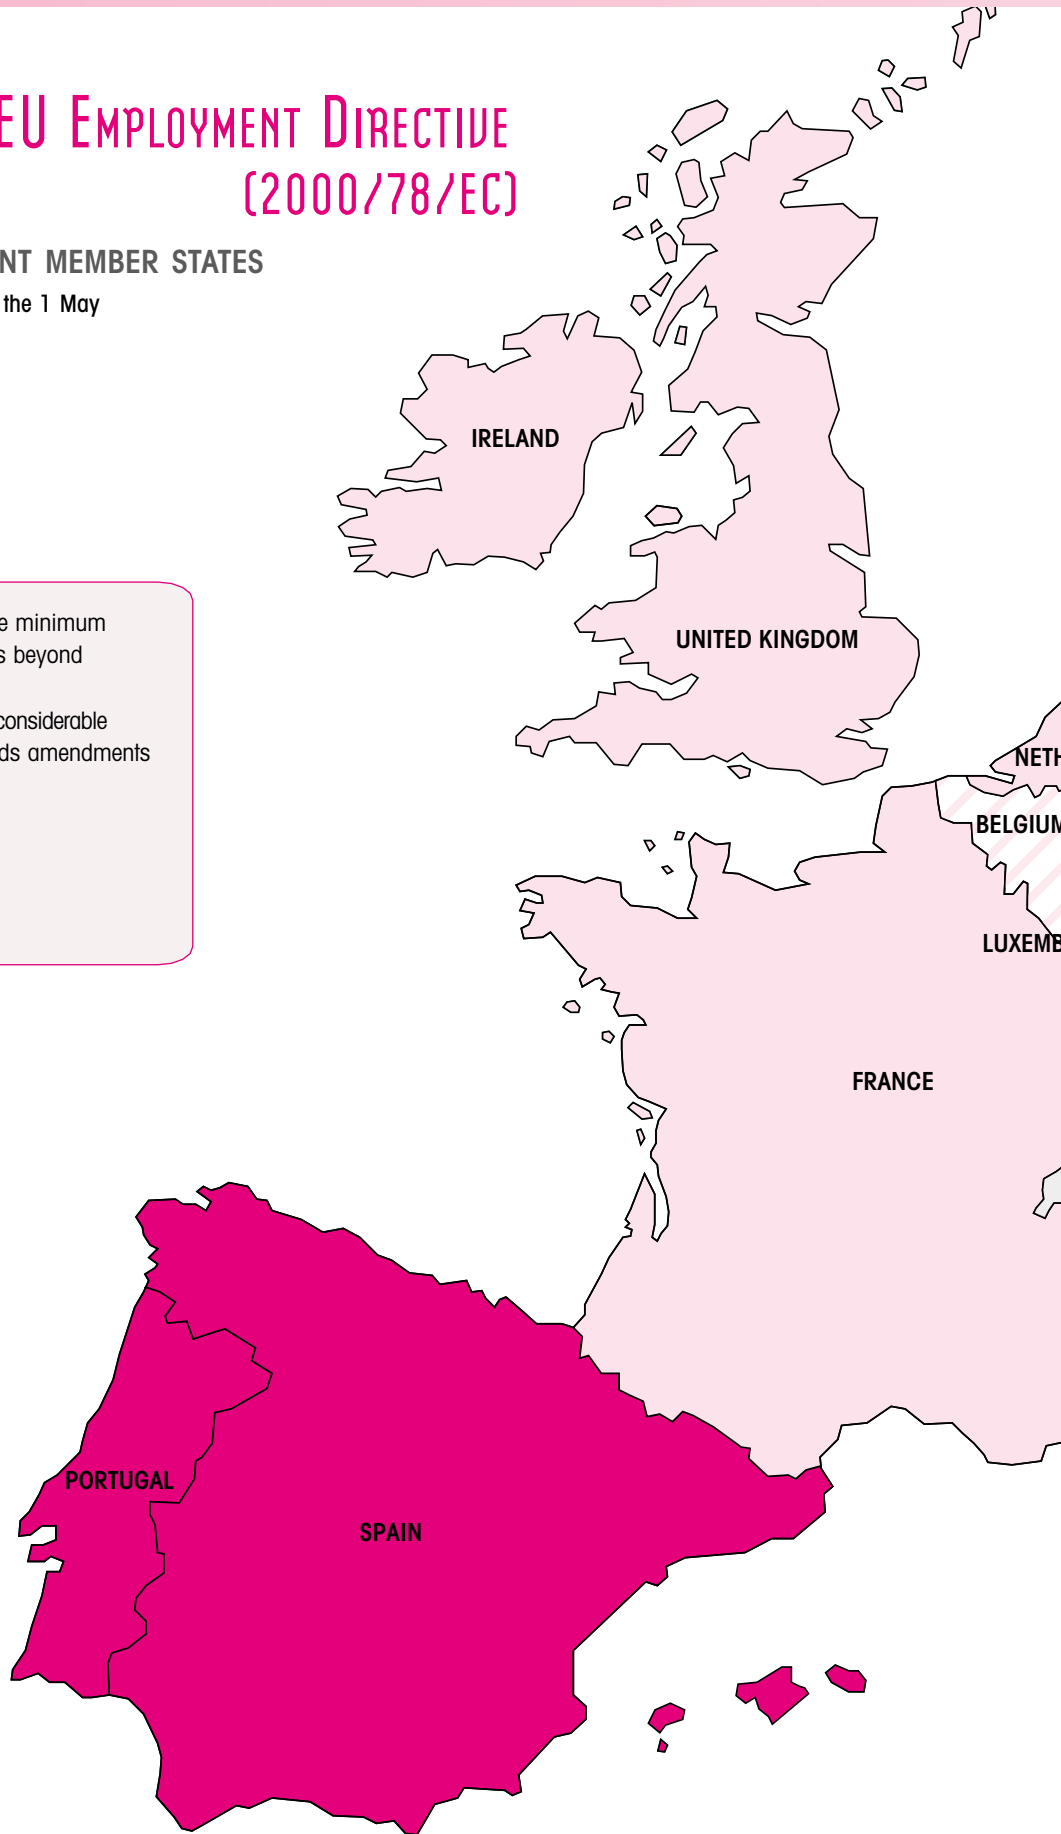 EU EMPLOYMENT DIRECTIVE
(2000/78/EC)
NT MEMBER STATES
the 1 May
IRELAND
e minimum
s beyond
UNITED KINGDOM
considerable
ds amendments
NETH
BELGIUM
LUXEMB
FRANCE
PORTUGAL
SPAIN